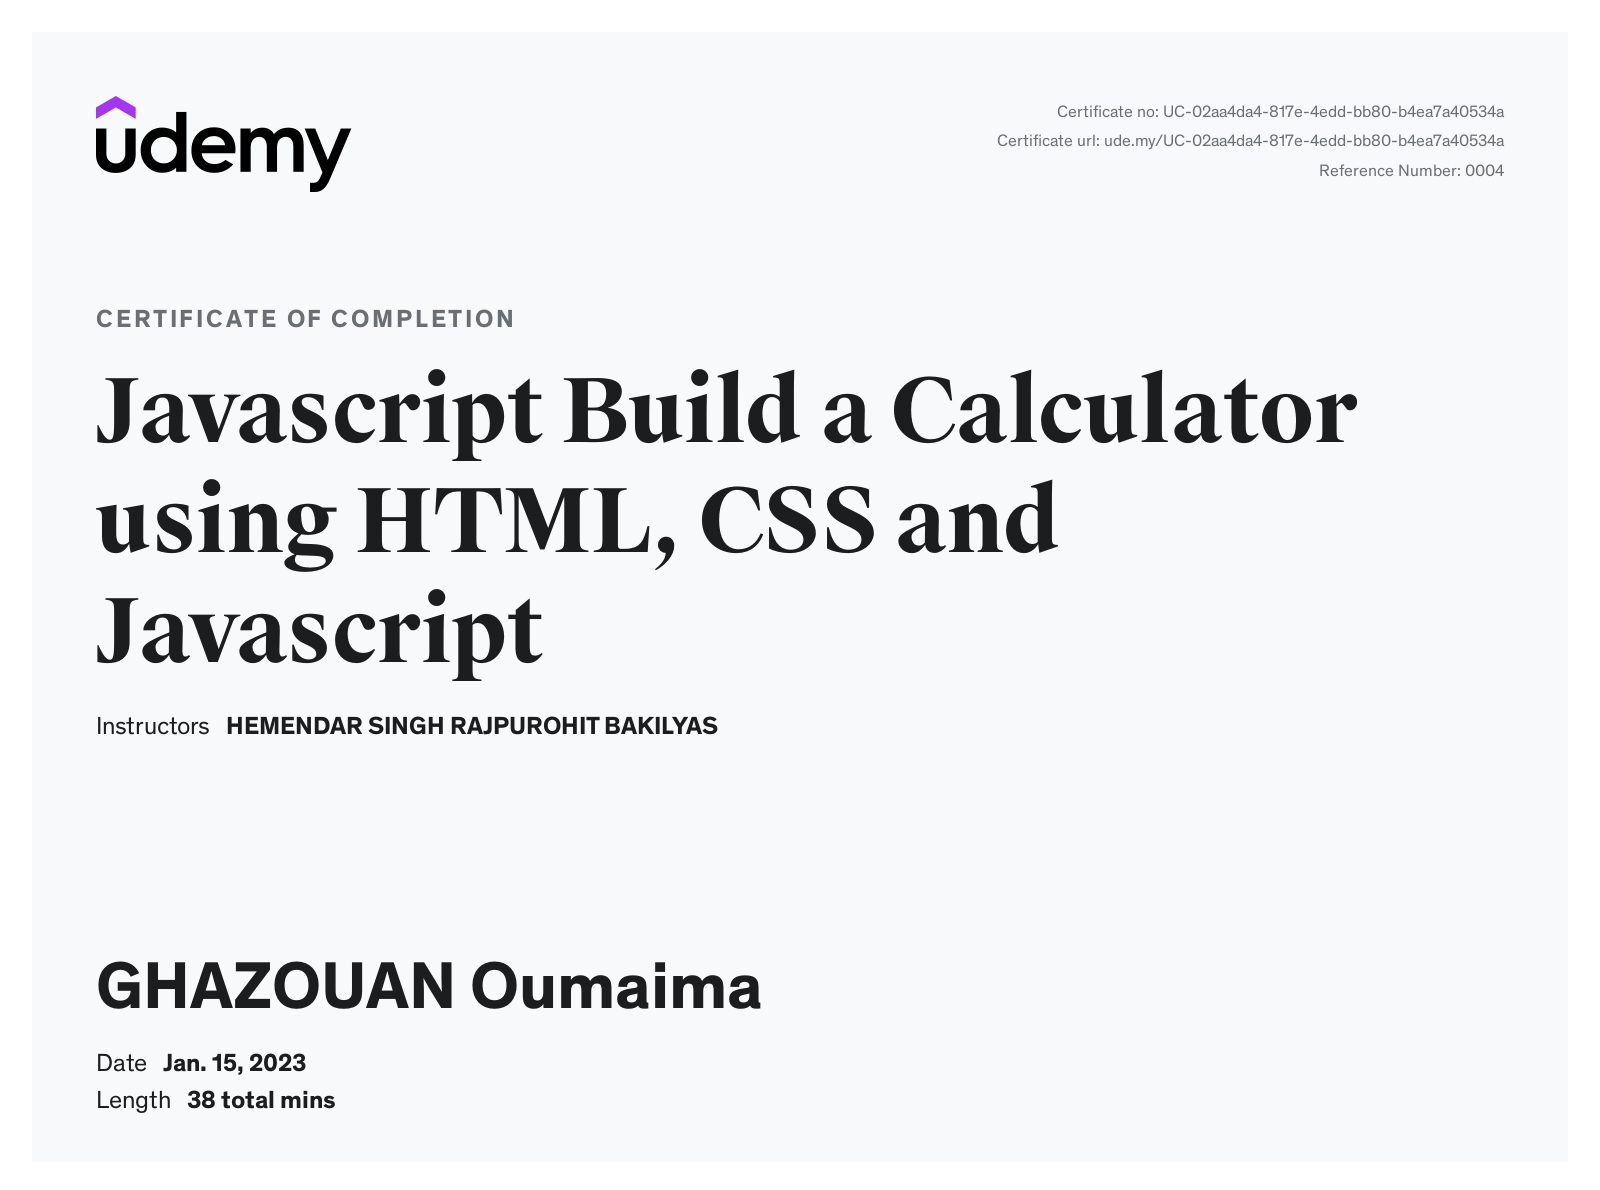 udemy
Certificate no: UC-02aa4da4-817e-4edd-bb80-b4ea7a40534a
Certificate url: ude.my/UC-02aa4da4-817e-4edd-bb80-b4ea7a40534a
Reference Number: 0004
CERTIFICATE OF COMPLETION
Javascript Build a Calculator
using HTML, CSS and
Javascript
Instructors HEMENDAR SINGH RAJPUROHIT BAKILYAS
GHAZOUAN Oumaima
Date Jan. 15, 2023
Length 38 total mins